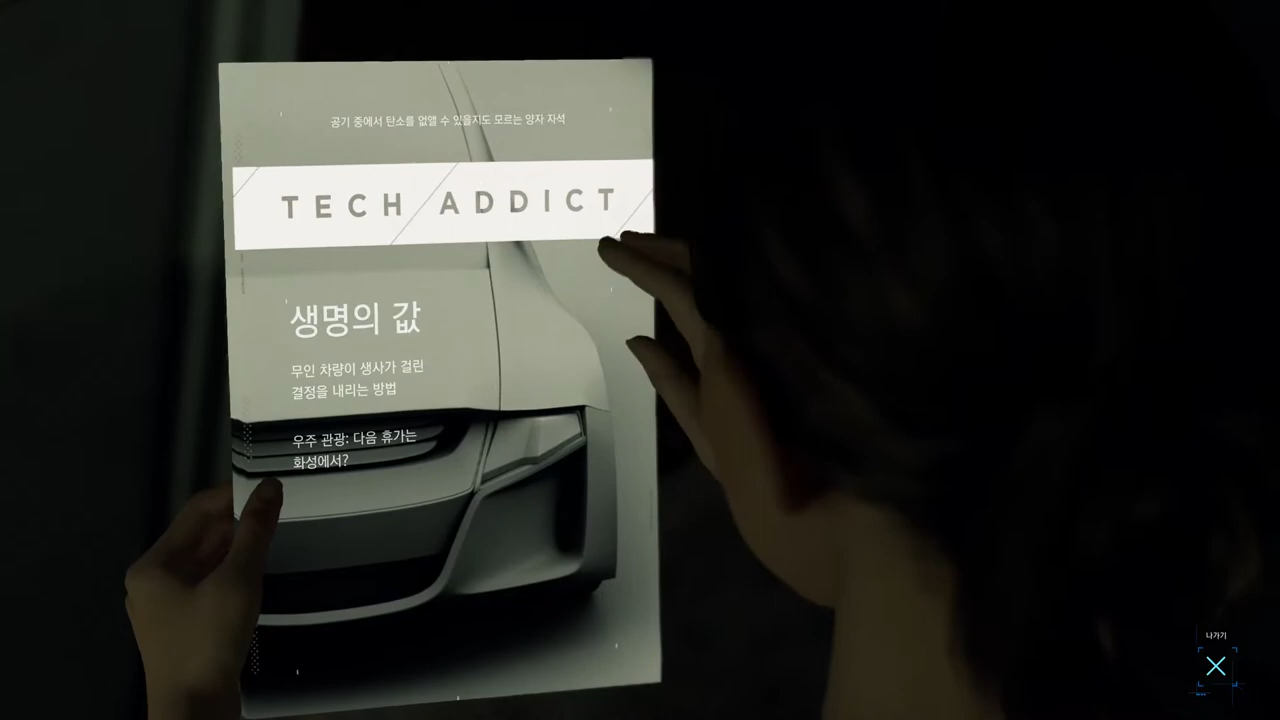 공기 중에서 탄소를 없앨 수 있을지도 모르는 양자 자석
TECH ADDICT
생명의 값
무인 차량이 생사가 걸린
결정을 내리는 방법
우주 관광: 다음 휴가는
화성에서?
나가기